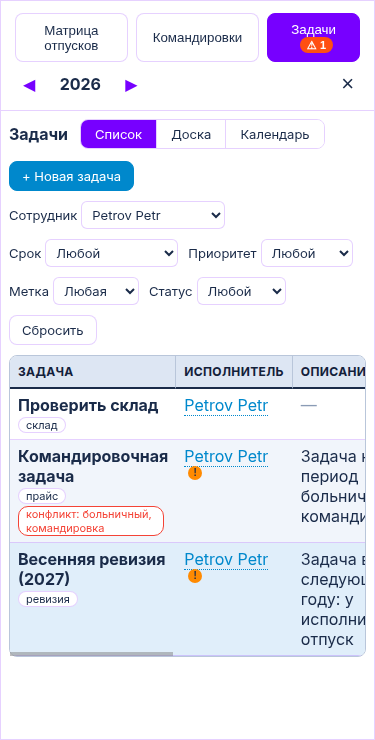 Матрица
отпусков
Командировки
Задачи
⚠ 1
◀ 2026 ▶ ×
Задачи Список Доска Календарь
+ Новая задача
Сотрудник Petrov Petr
Срок Любой Приоритет Любой
Метка Любая Статус Любой
Сбросить
ЗАДАЧА ИСПОЛНИТЕЛЬ ОПИСАНИ
Проверить склад Petrov Petr —
склад
Командировочная
задача
прайс
конфликт: больничный,
командировка
Petrov Petr
!
Задача н
период
больнич
команди
Весенняя ревизия
(2027)
ревизия
Petrov Petr
!
Задача в
следующ
году: у
исполни
отпуск